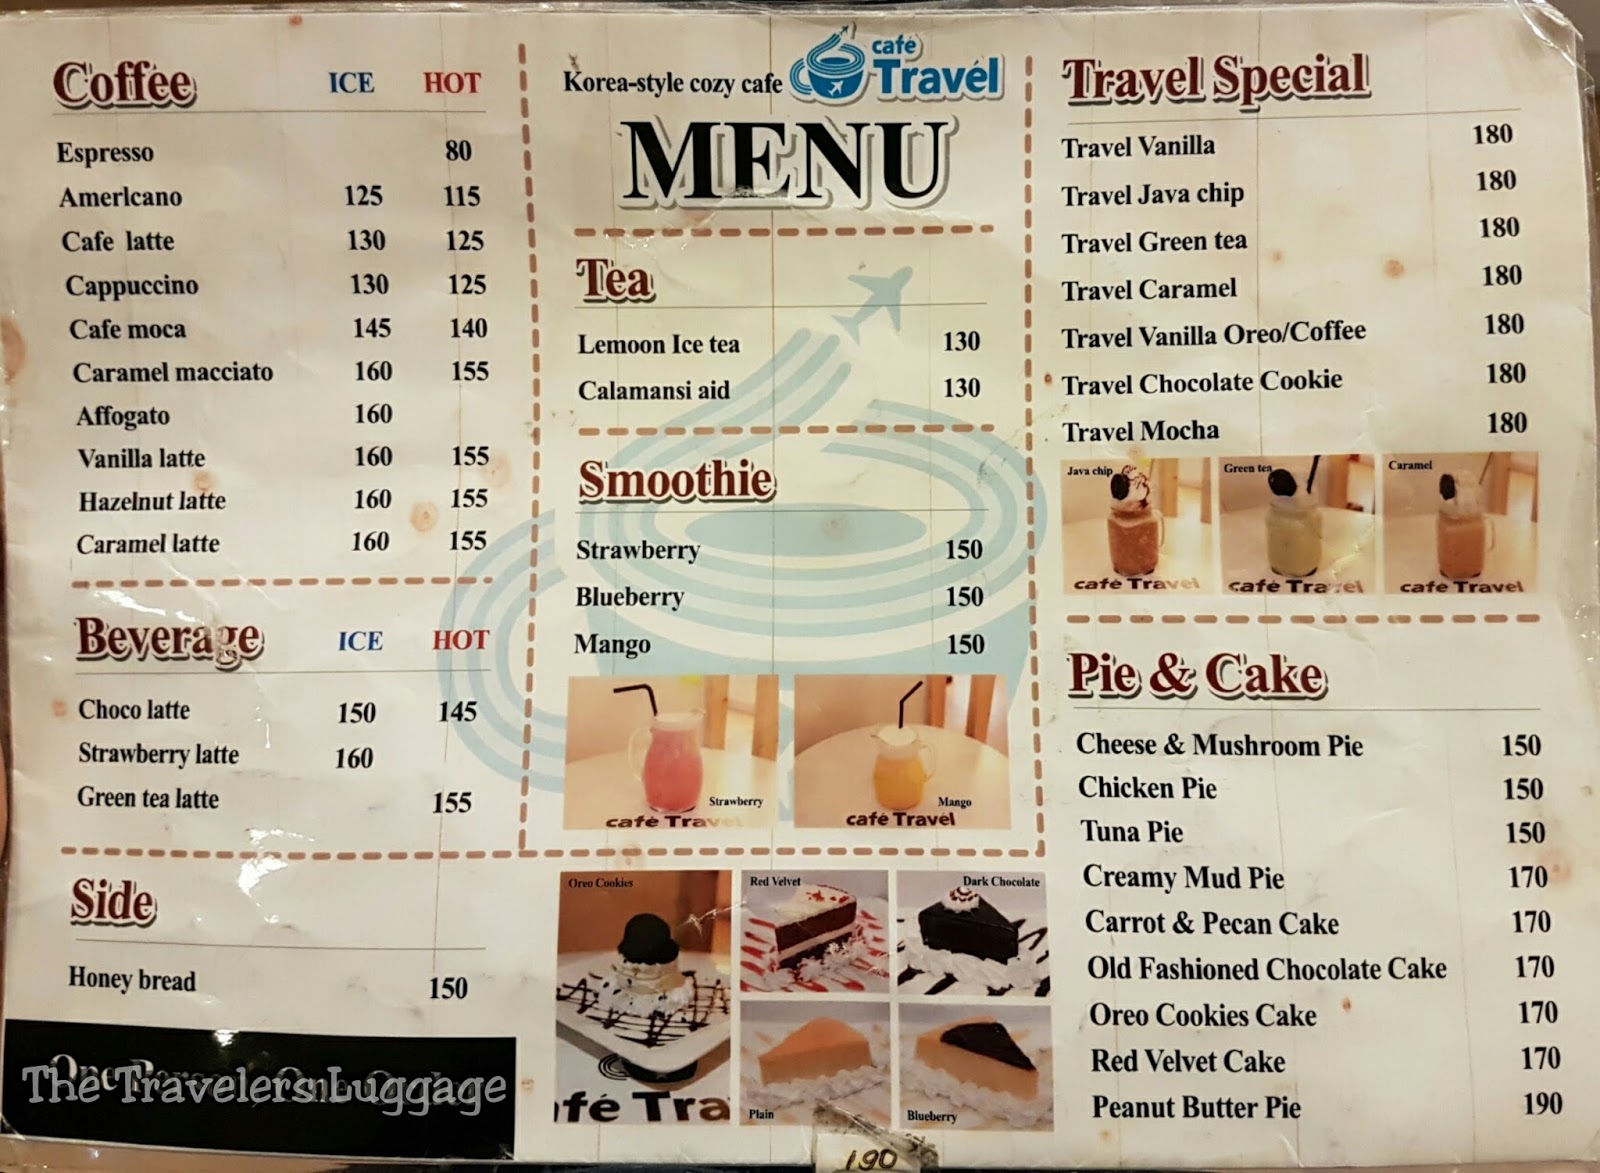 Coffee ICE HOT
Espresso 80
Amerlcano 125 115
Cafe latte 130 125
Cappuccino 130 125
Cafe moca 145 140
Caramel macciato 160 155
Affogato 160
Vanilla latte 160 155
Hazelnut latte 160 155
Caramel latte 160 155
Beverage ICE HOT
Choco latte 150 145
Strawberry latte 160
Green tea latte 155
Side
Honey bread 150
The Travelers Luggage
Korea-style cozy cafe café Travel
MENU
Tea
Lemoon Ice tea 130
Calamansi aid 130
Smoothie
Strawberry 150
Blueberry 150
Mango 150
Strawberry
café Travel
Mango
café Travel
Oreo Cookies
fé Tra
Red Velvet
Dark Chocolate
Plain
Blueberry
190
Travel Special
Travel Vanilla 180
Travel Java chip 180
Travel Green tea 180
Travel Caramel 180
Travel Vanilla Oreo/Coffee 180
Travel Chocolate Cookie 180
Travel Mocha 180
Java chip
café Travel
Green tea
café Travel
Caramel
café Travel
Pie & Cake
Cheese & Mushroom Pie 150
Chicken Pie 150
Tuna Pie 150
Creamy Mud Pie 170
Carrot & Pecan Cake 170
Old Fashioned Chocolate Cake 170
Oreo Cookies Cake 170
Red Velvet Cake 170
Peanut Butter Pie 190